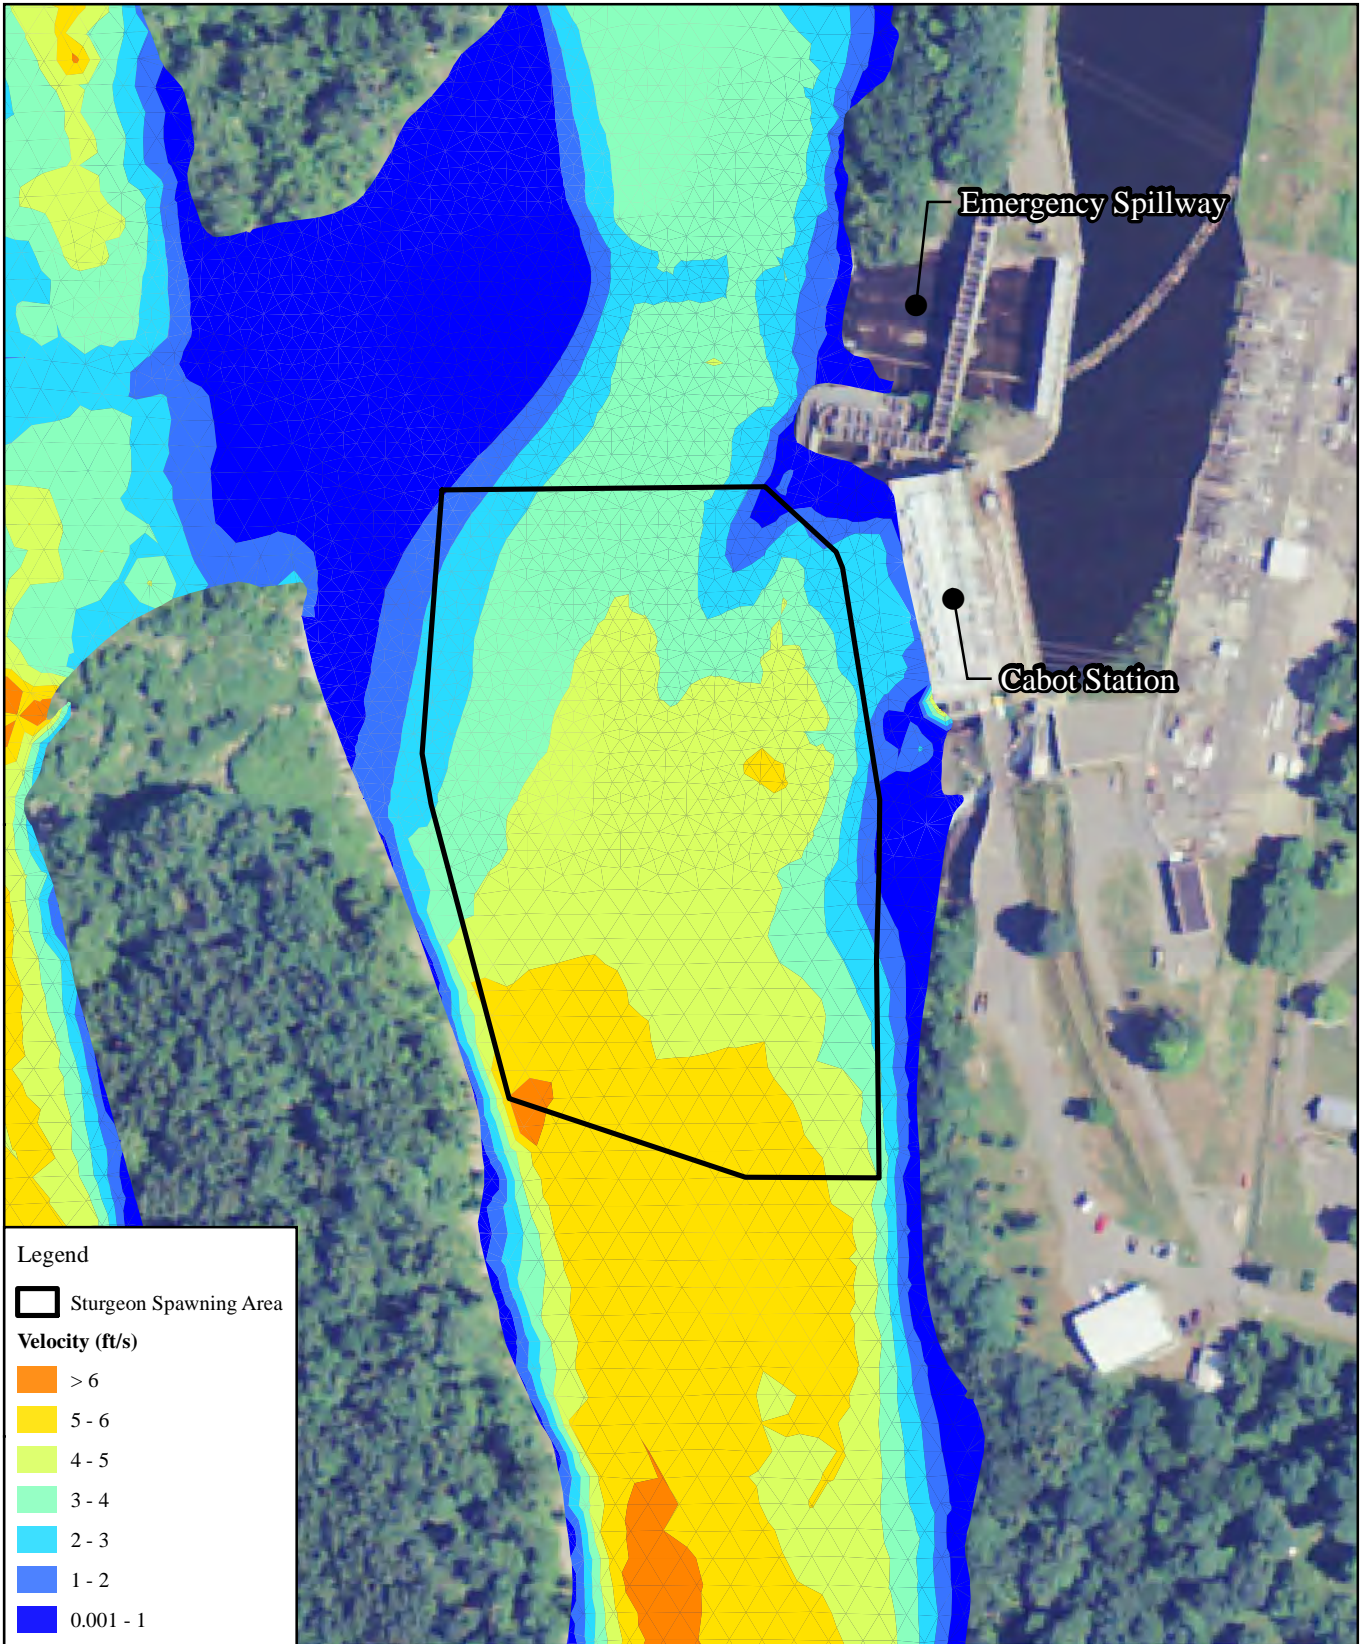 Emergency Spillway
Cabot Station
Legend
Sturgeon Spawning Area
Velocity (ft/s)
> 6
5 - 6
4 - 5
3 - 4
2 - 3
1 - 2
0.001 - 1